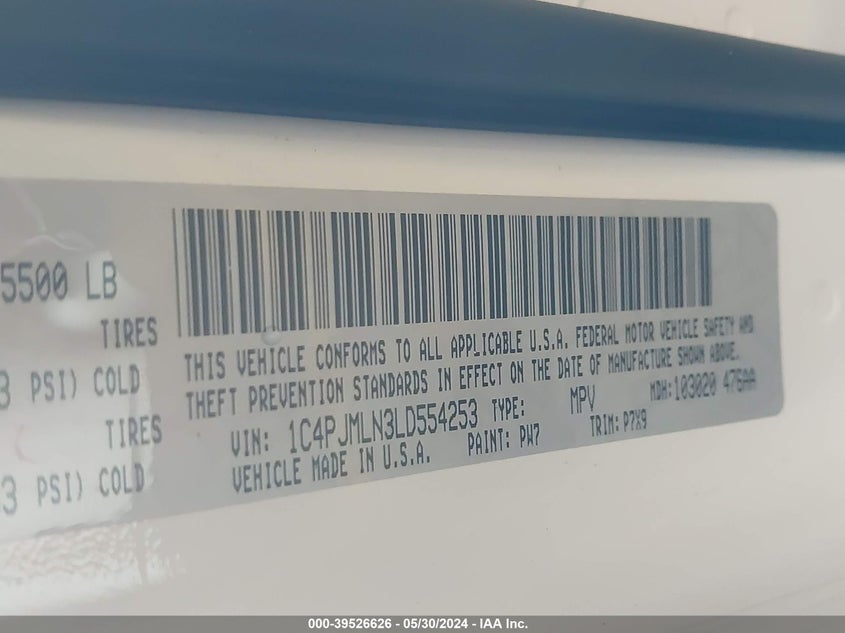 5500 LB
TIRES
3 PSI) COLD
TIRES
3 PSI) COLD
THIS VEHICLE CONFORMS TO ALL APPLICABLE U.S.A. FEDERAL MOTOR VEHICLE SAFETY AND
THEFT PREVENTION STANDARDS IN EFFECT ON THE DATE OF MANUFACTURE SHOWN ABOVE.
VIN: 1C4PJMLN3LD554253 TYPE: MPV MDH: 103020 476AA
VEHICLE MADE IN U.S.A. PAINT: PW7 TRIM: P7X9
000-39526626 - 05/30/2024 - IAA Inc.